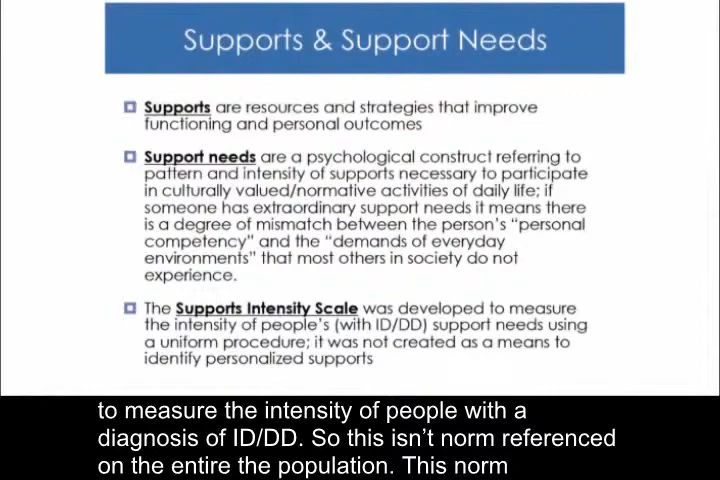 Supports & Support Needs
Supports are resources and strategies that improve
functioning and personal outcomes
Support needs are a psychological construct referring to
pattern and intensity of supports necessary to participate
in culturally valued/normative activities of daily life; if
someone has extraordinary support needs it means there
is a degree of mismatch between the person's "personal
competency" and the "demands of everyday
environments" that most others in society do not
experience.
The Supports Intensity Scale was developed to measure
the intensity of people's (with ID/DD) support needs using
a uniform procedure; it was not created as a means to
identify personalized supports
to measure the intensity of people with a
diagnosis of ID/DD. So this isn't norm referenced
on the entire the population. This norm